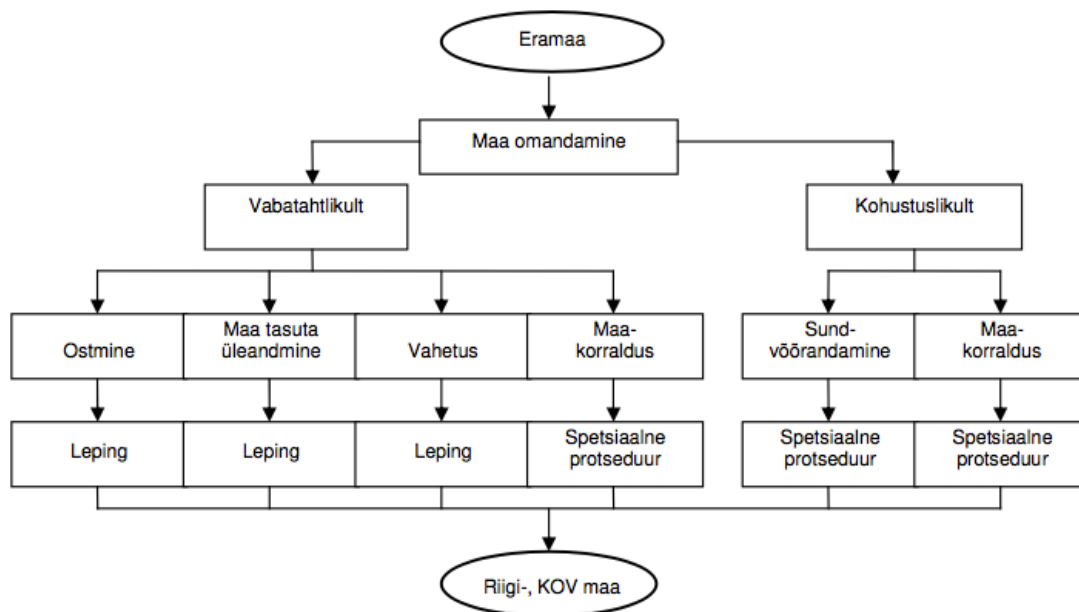 Eramaa
Maa omandamine
Vabatahtlikult
Kohustuslikult
Ostmine
Maa tasuta
üleandmine
Vahetus
Maa-
korraldus
Sund-
võõrandamine
Maa-
korraldus
Leping
Leping
Leping
Spetsiaalne
protseduur
Spetsiaalne
protseduur
Spetsiaalne
protseduur
Riigi-, KOV maa